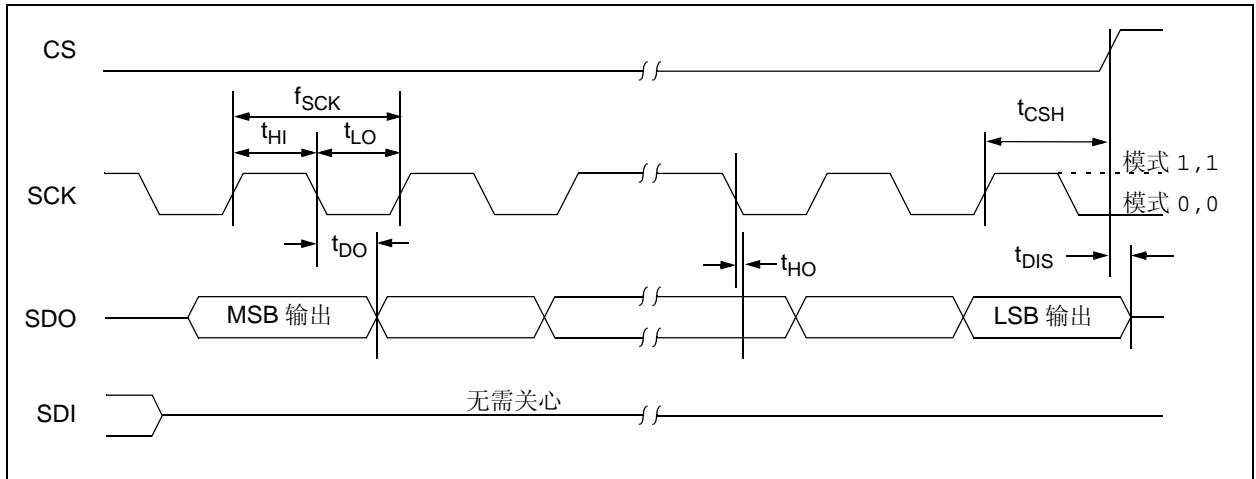 CS
fSCK
tHI
tLO
tCSH
SCK
模式 1,1
模式 0,0
tDO
tHO
tDIS
SDO
MSB 输出
LSB 输出
SDI
无需关心